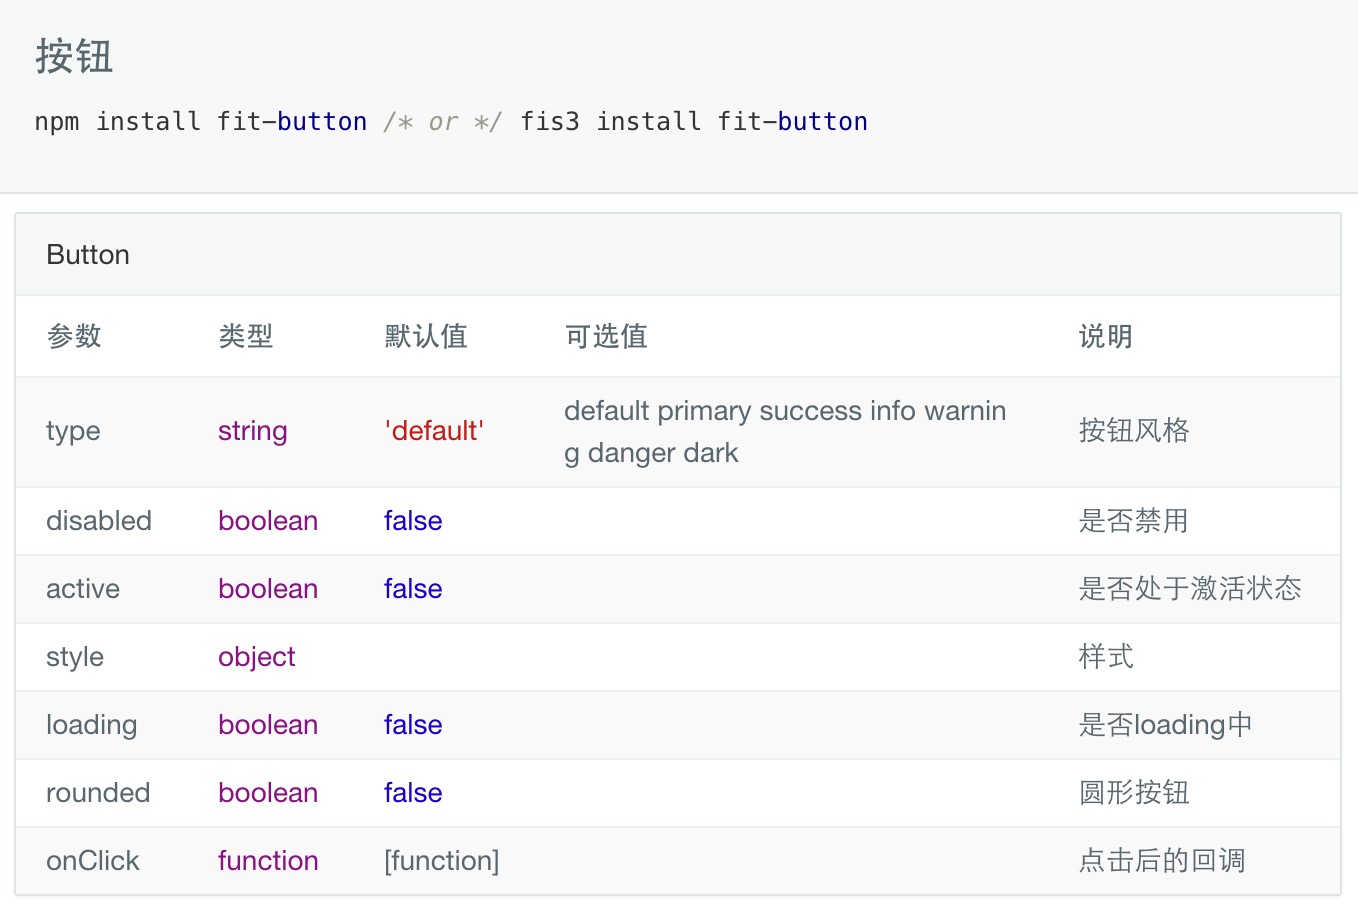 按钮
npm install fit-button /* or */ fis3 install fit-button
Button
参数 类型 默认值 可选值 说明
type string 'default' default primary success info warnin 按钮风格
g danger dark
disabled boolean false 是否禁用
active boolean false 是否处于激活状态
style object 样式
loading boolean false 是否loading中
rounded boolean false 圆形按钮
onClick function [function] 点击后的回调